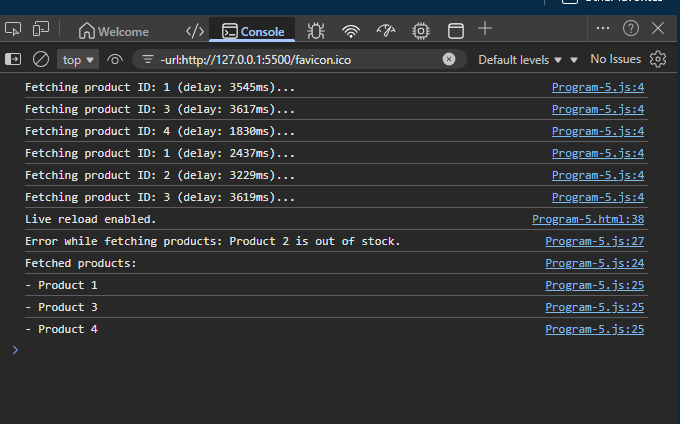 Welcome </> Console
top -url:http://127.0.0.1:5500/favicon.ico Default levels No Issues
Fetching product ID: 1 (delay: 3545ms)... Program-5.js:4
Fetching product ID: 3 (delay: 3617ms)... Program-5.js:4
Fetching product ID: 4 (delay: 1830ms)... Program-5.js:4
Fetching product ID: 1 (delay: 2437ms)... Program-5.js:4
Fetching product ID: 2 (delay: 3229ms)... Program-5.js:4
Fetching product ID: 3 (delay: 3619ms)... Program-5.js:4
Live reload enabled. Program-5.html:38
Error while fetching products: Product 2 is out of stock. Program-5.js:27
Fetched products: Program-5.js:24
- Product 1 Program-5.js:25
- Product 3 Program-5.js:25
- Product 4 Program-5.js:25